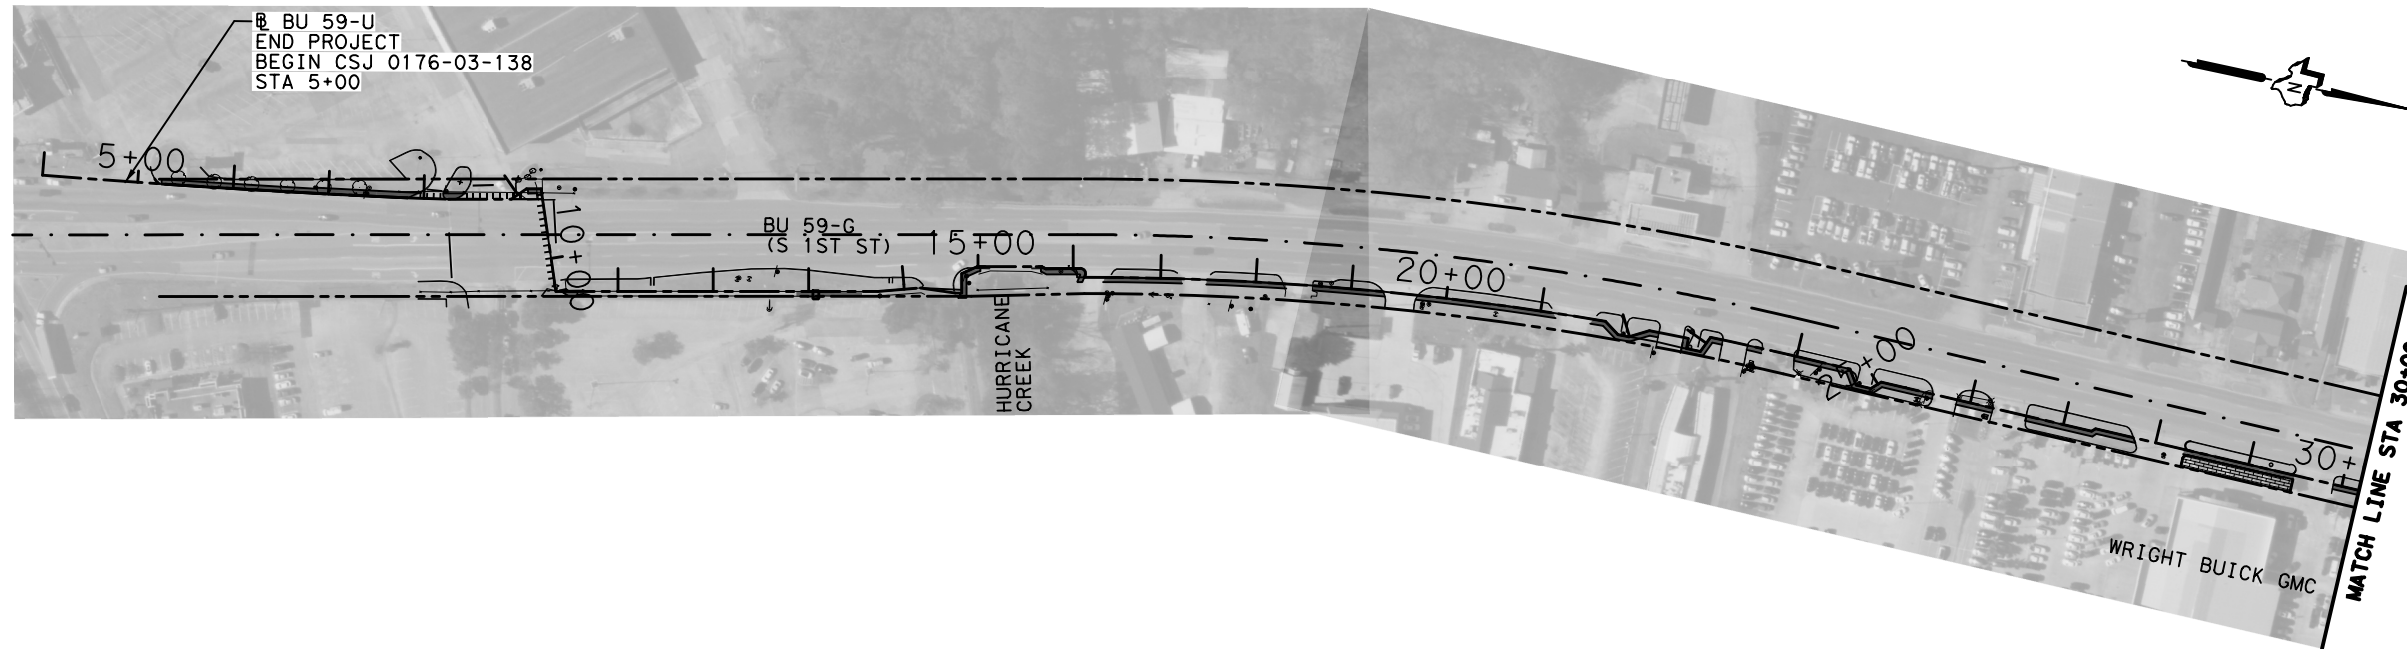 BL BU 59-U
END PROJECT
BEGIN CSJ 0176-03-138
STA 5+00
5+00
10+00
BU 59-G
(S 1ST ST)
15+00
HURRICANE
CREEK
20+00
25+00
30+
WRIGHT BUICK GMC
MATCH LINE STA 30+00
N